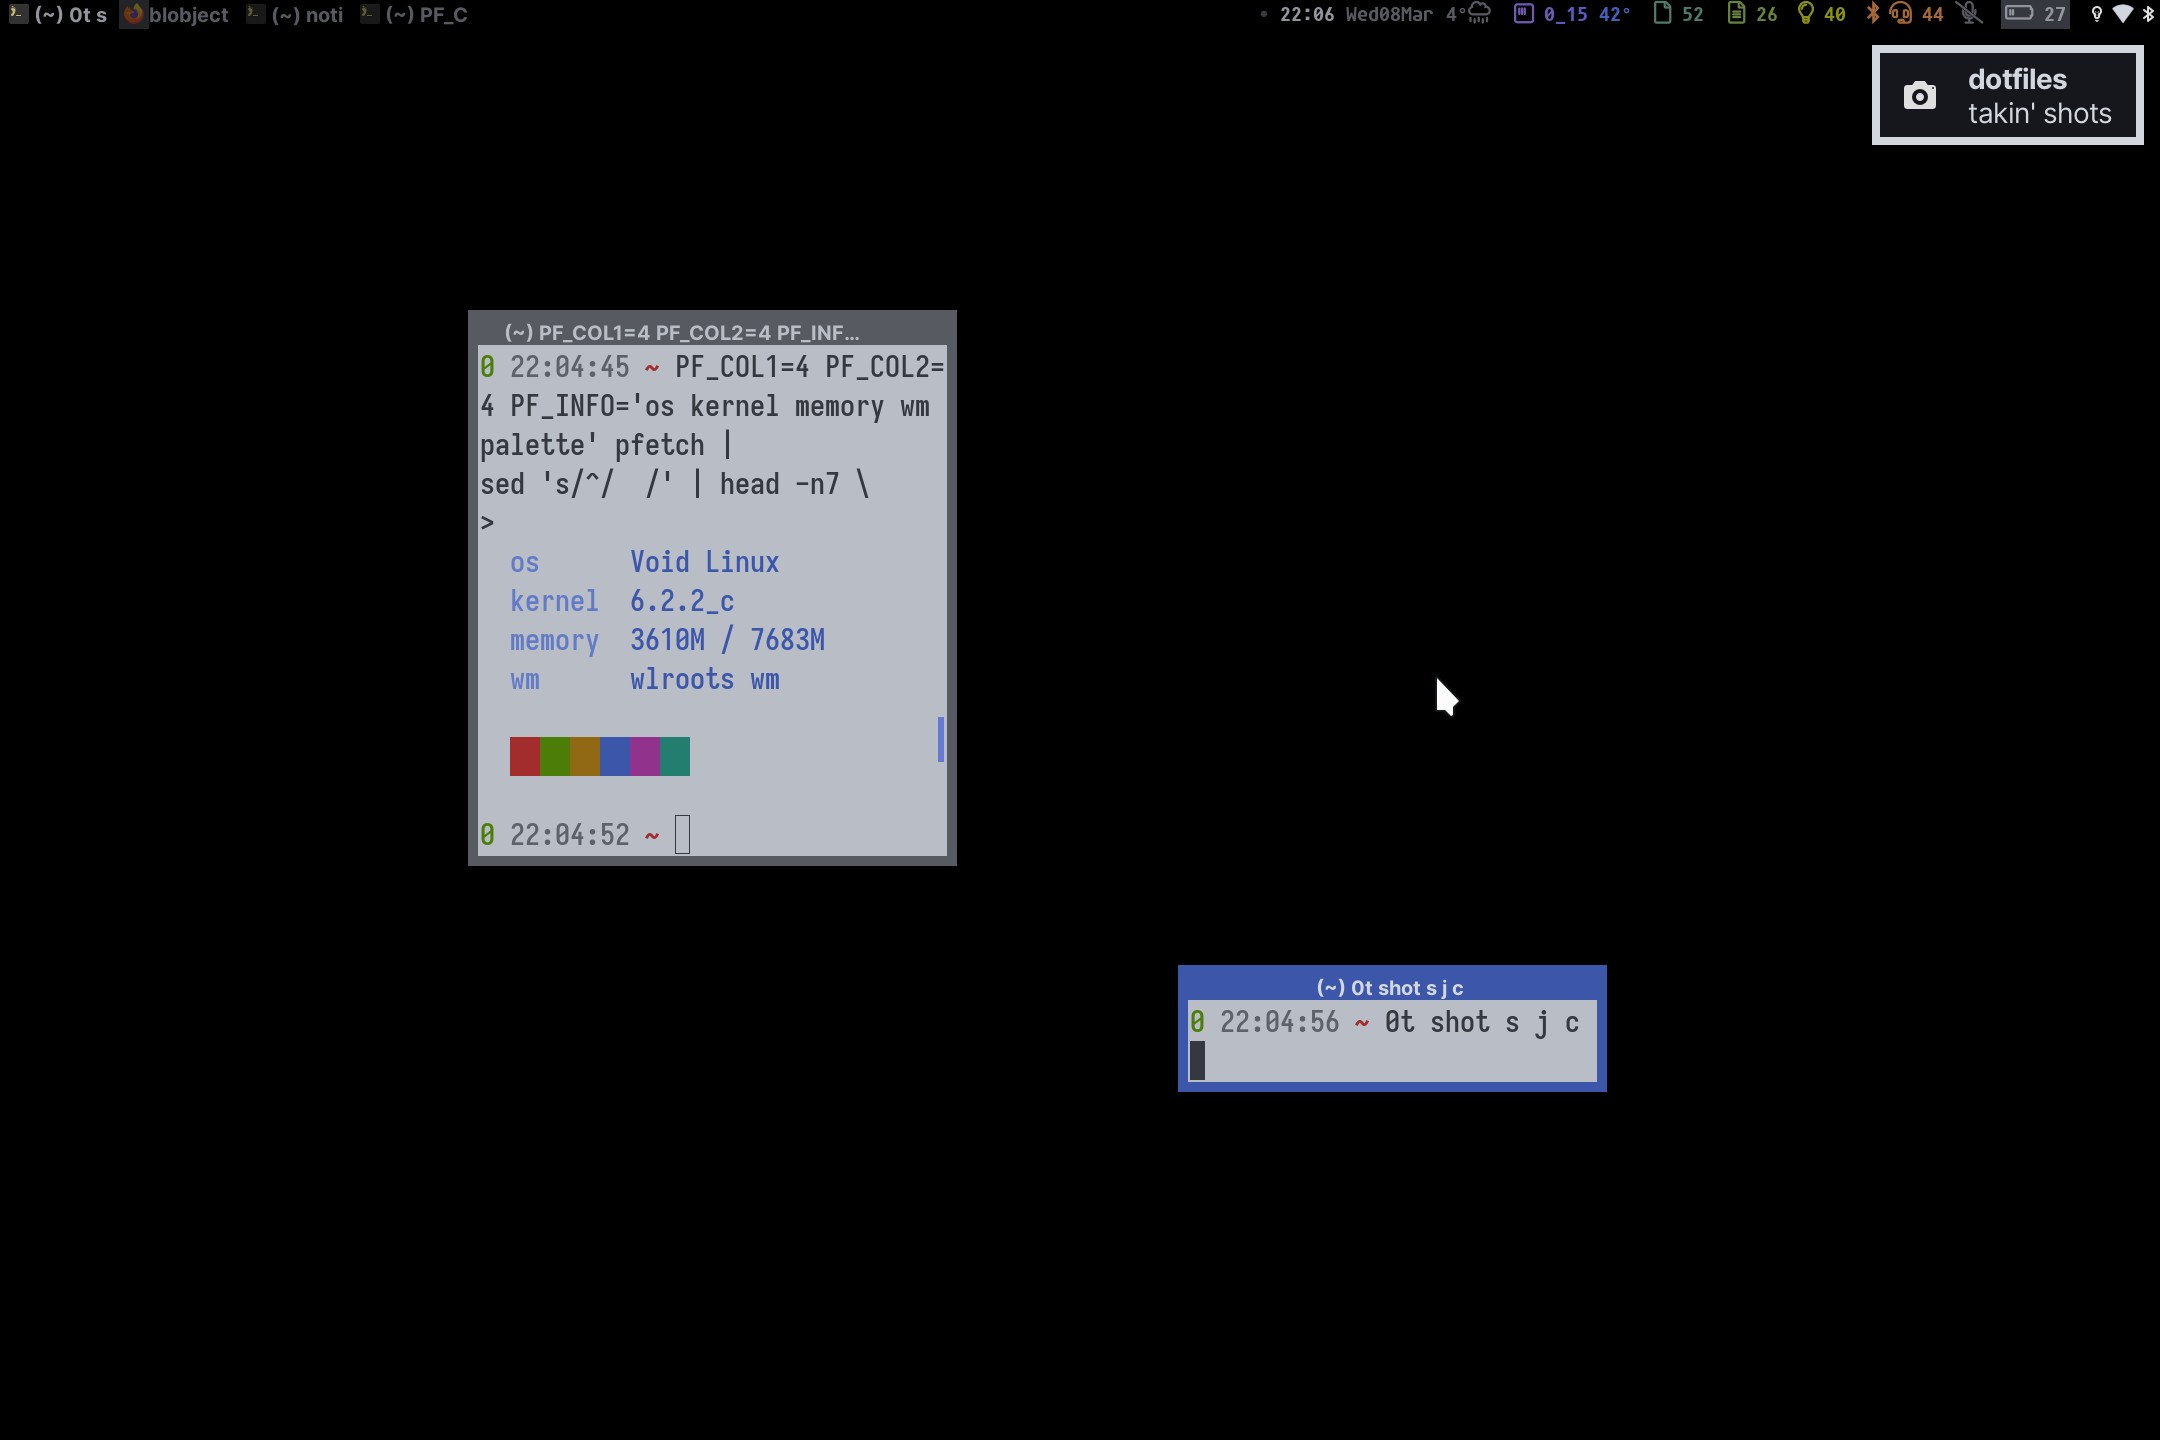 (~) 0t s blobject (~) noti (~) PF_C
22:06 Wed08Mar 4° 0_15 42° 52 26 40 44 27
dotfiles
takin' shots
(~) PF_COL1=4 PF_COL2=4 PF_INF...
0 22:04:45 ~ PF_COL1=4 PF_COL2=
4 PF_INFO='os kernel memory wm
palette' pfetch |
sed 's/^/  /' | head -n7 \
>
os Void Linux
kernel 6.2.2_c
memory 3610M / 7683M
wm wlroots wm
0 22:04:52 ~
(~) 0t shot s j c
0 22:04:56 ~ 0t shot s j c